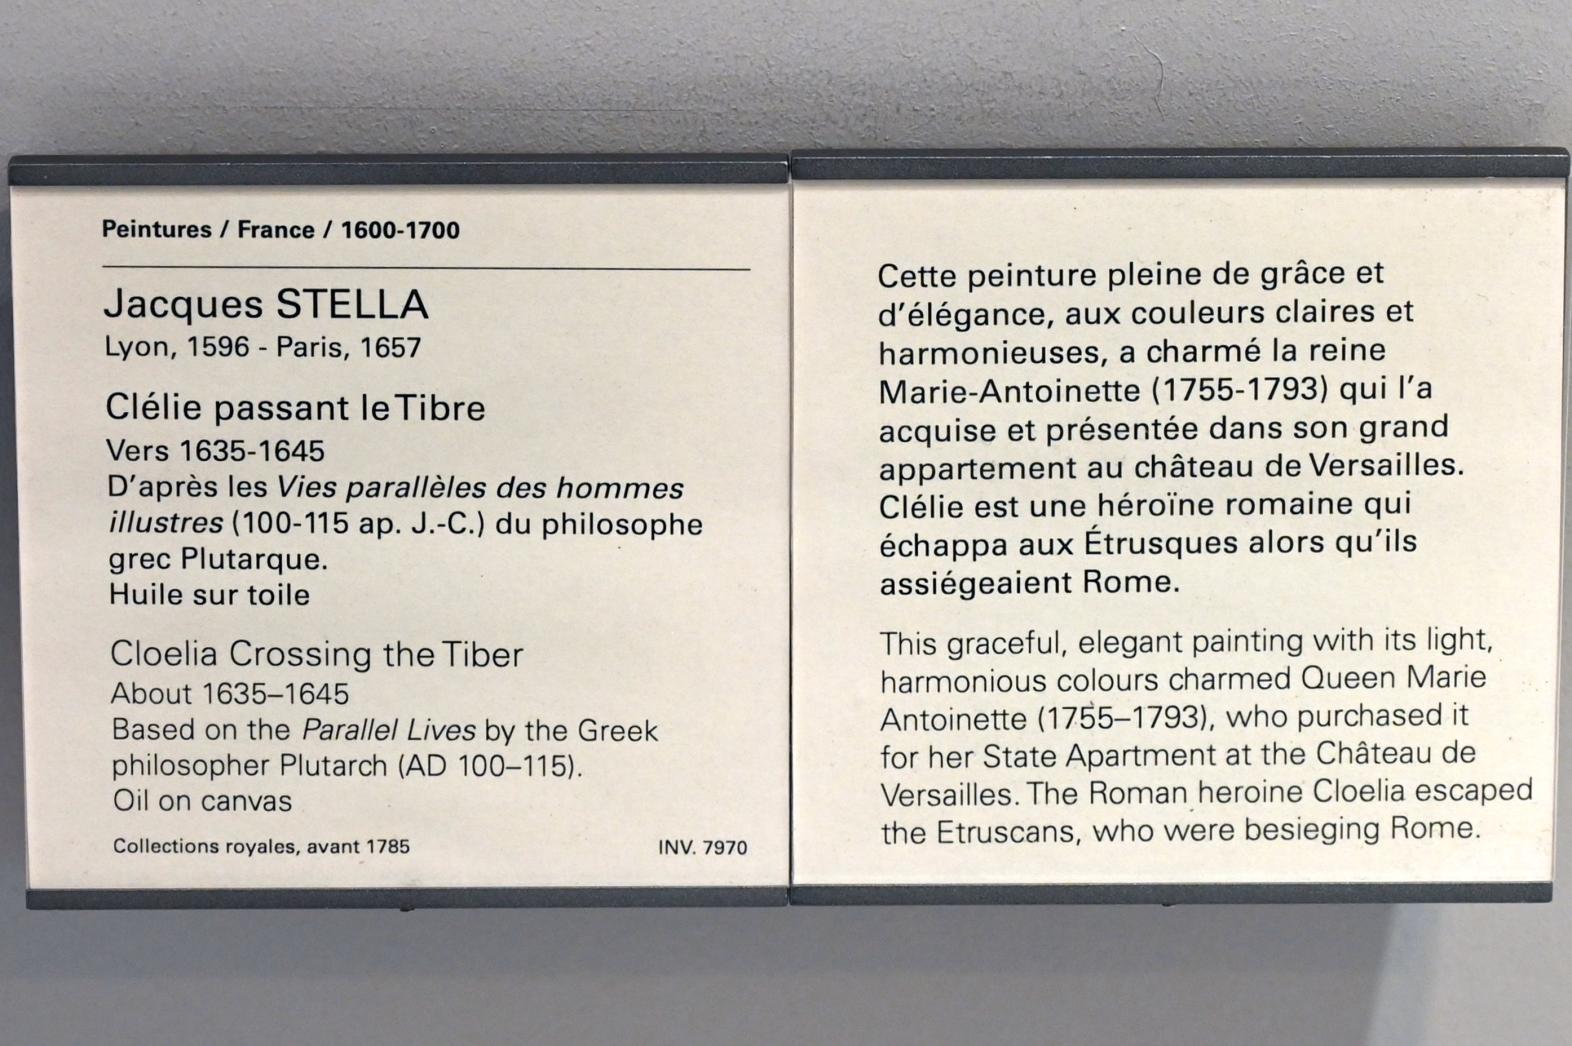 Peintures / France / 1600-1700
Jacques STELLA
Lyon, 1596 - Paris, 1657
Clélie passant le Tibre
Vers 1635-1645
D'après les Vies parallèles des hommes
illustres (100-115 ap. J.-C.) du philosophe
grec Plutarque.
Huile sur toile
Cloelia Crossing the Tiber
About 1635–1645
Based on the Parallel Lives by the Greek
philosopher Plutarch (AD 100–115).
Oil on canvas
Collections royales, avant 1785 INV. 7970
Cette peinture pleine de grâce et
d'élégance, aux couleurs claires et
harmonieuses, a charmé la reine
Marie-Antoinette (1755-1793) qui l'a
acquise et présentée dans son grand
appartement au château de Versailles.
Clélie est une héroïne romaine qui
échappa aux Étrusques alors qu'ils
assiégeaient Rome.
This graceful, elegant painting with its light,
harmonious colours charmed Queen Marie
Antoinette (1755–1793), who purchased it
for her State Apartment at the Château de
Versailles. The Roman heroine Cloelia escaped
the Etruscans, who were besieging Rome.